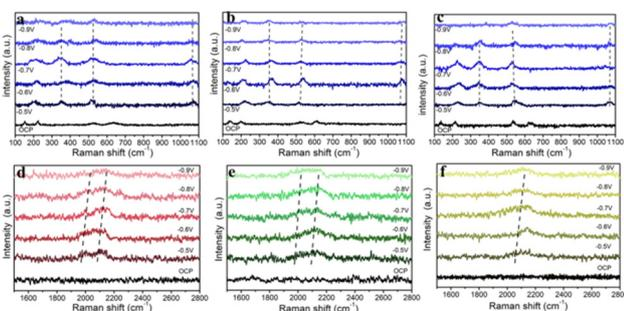 a
b
c
intensity (a.u.)
-0.9V
-0.8V
-0.7V
-0.6V
-0.5V
OCP
100 200 300 400 500 600 700 800 900 1000 1100
Raman shift (cm⁻¹)
intensity (a.u.)
-0.9V
-0.8V
-0.7V
-0.6V
-0.5V
OCP
100 200 300 400 500 600 700 800 900 1000 1100
Raman shift (cm⁻¹)
intensity (a.u.)
-0.9V
-0.8V
-0.7V
-0.6V
-0.5V
OCP
100 200 300 400 500 600 700 800 900 1000 1100
Raman shift (cm⁻¹)
d
e
f
Intensity (a.u.)
-0.9V
-0.8V
-0.7V
-0.6V
-0.5V
OCP
1600 2000 2200 2400 2600 2800
Raman shift (cm⁻¹)
Intensity (a.u.)
-0.9V
-0.8V
-0.7V
-0.6V
-0.5V
OCP
1600 2000 2200 2400 2600 2800
Raman shift (cm⁻¹)
Intensity (a.u.)
-0.9V
-0.8V
-0.7V
-0.6V
-0.5V
OCP
1600 2000 2200 2400 2600 2800
Raman shift (cm⁻¹)